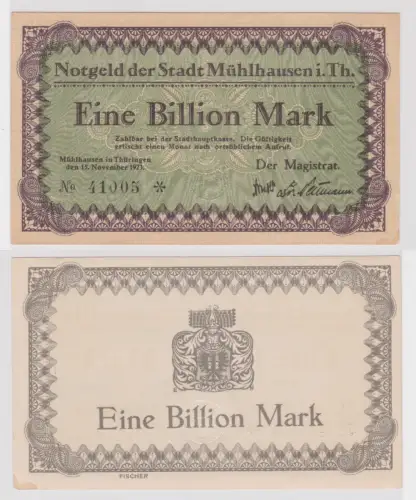 Notgeld der Stadt Mühlhausen i. Th.
Eine Billion Mark
Zahlbar bei der Stadthauptkasse. Die Gültigkeit
erlischt einen Monat nach ortsüblichem Aufruf.
Mühlhausen in Thüringen
den 15. November 1923.
Der Magistrat.
No 41005 *
Eine Billion Mark
FISCHER